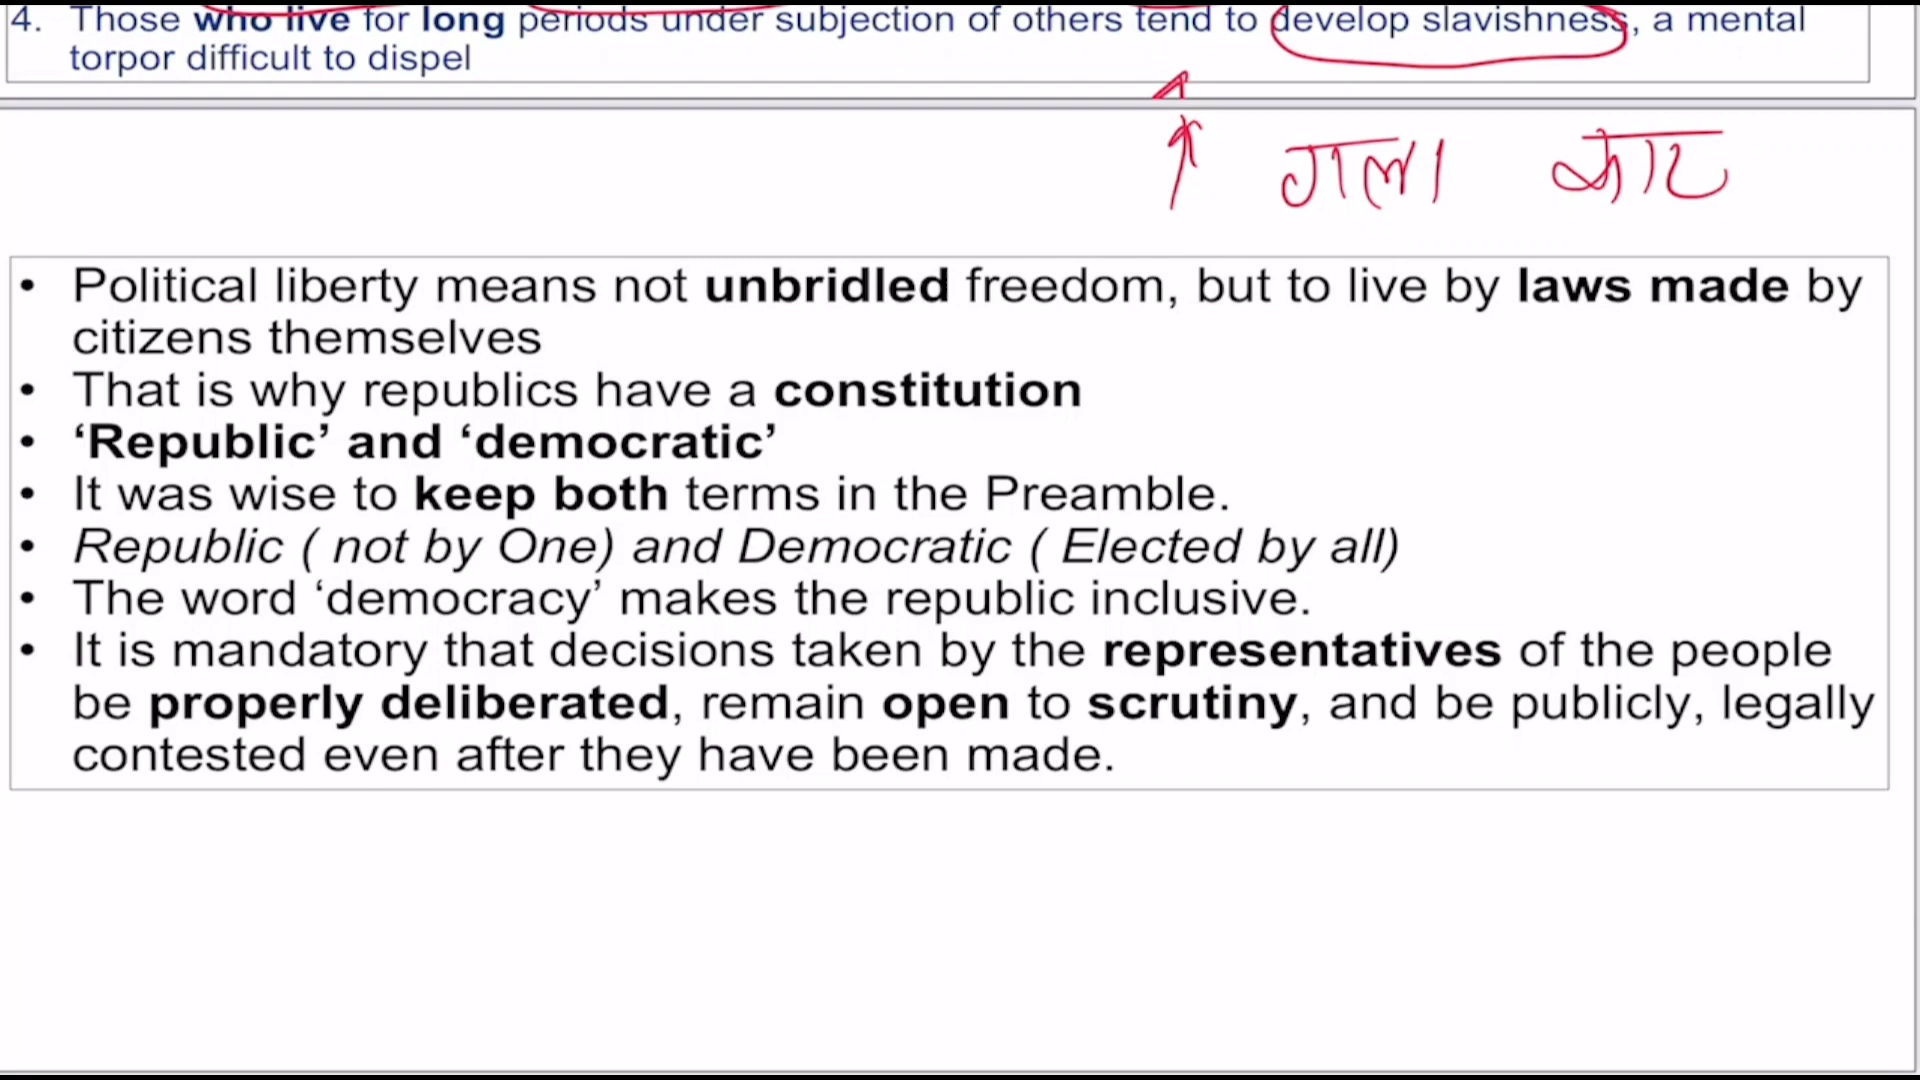 4. Those who live for long periods under subjection of others tend to develop slavishness, a mental
torpor difficult to dispel
गला काट
• Political liberty means not unbridled freedom, but to live by laws made by
citizens themselves
• That is why republics have a constitution
• ‘Republic’ and ‘democratic’
• It was wise to keep both terms in the Preamble.
• Republic ( not by One) and Democratic ( Elected by all)
• The word ‘democracy’ makes the republic inclusive.
• It is mandatory that decisions taken by the representatives of the people
be properly deliberated, remain open to scrutiny, and be publicly, legally
contested even after they have been made.